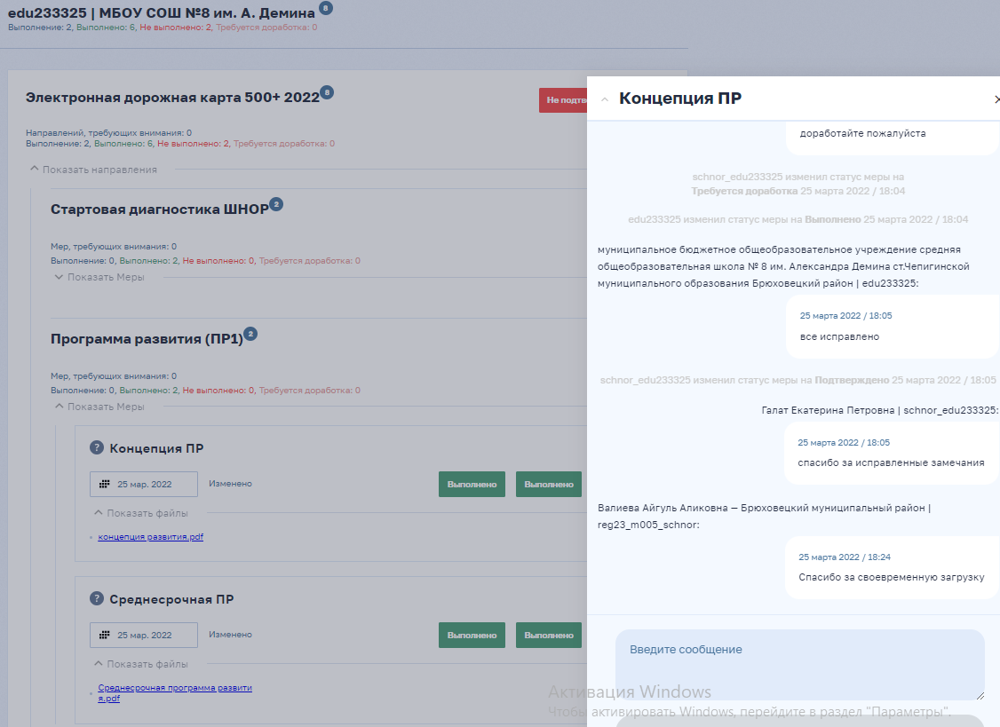 edu233325 | МБОУ СОШ №8 им. А. Демина 8
Выполнение: 2, Выполнено: 6, Не выполнено: 2, Требуется доработка: 0
Электронная дорожная карта 500+ 2022 8
Не подтве
Направлений, требующих внимания: 0
Выполнение: 2, Выполнено: 6, Не выполнено: 2, Требуется доработка: 0
Показать направления
Стартовая диагностика ШНОР 2
Мер, требующих внимания: 0
Выполнение: 0, Выполнено: 2, Не выполнено: 0, Требуется доработка: 0
Показать Меры
Программа развития (ПР1) 2
Мер, требующих внимания: 0
Выполнение: 0, Выполнено: 2, Не выполнено: 0, Требуется доработка: 0
Показать Меры
? Концепция ПР
25 мар. 2022 Изменено Выполнено Выполнено
Показать файлы
концепция развития.pdf
? Среднесрочная ПР
25 мар. 2022 Изменено Выполнено Выполнено
Показать файлы
Среднесрочная программа развити
я.pdf
Концепция ПР
доработайте пожалуйста
schnor_edu233325 изменил статус меры на
Требуется доработка 25 марта 2022 / 18:04
edu233325 изменил статус меры на Выполнено 25 марта 2022 / 18:04
муниципальное бюджетное общеобразовательное учреждение средняя
общеобразовательная школа № 8 им. Александра Демина ст.Чепигинской
муниципального образования Брюховецкий район | edu233325:
25 марта 2022 / 18:05
все исправлено
schnor_edu233325 изменил статус меры на Подтверждено 25 марта 2022 / 18:05
Галат Екатерина Петровна | schnor_edu233325:
25 марта 2022 / 18:05
спасибо за исправленные замечания
Валиева Айгуль Аликовна — Брюховецкий муниципальный район |
reg23_m005_schnor:
25 марта 2022 / 18:24
Спасибо за своевременную загрузку
Введите сообщение
Активация Windows
Чтобы активировать Windows, перейдите в раздел "Параметры".